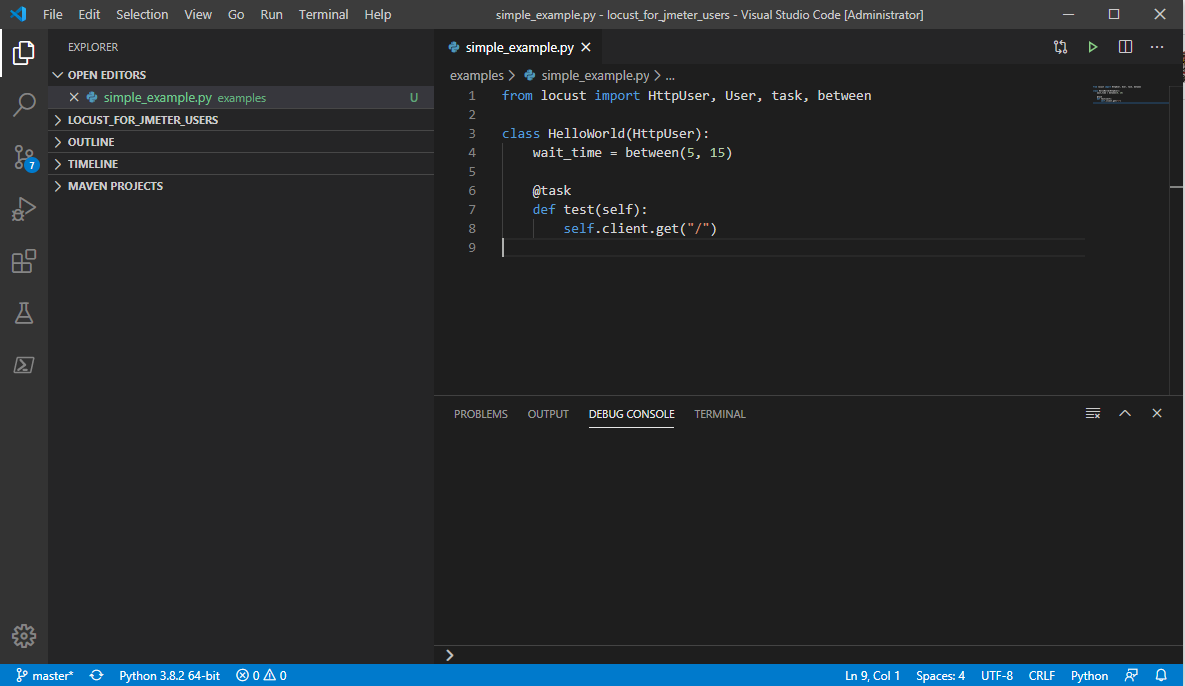 File Edit Selection View Go Run Terminal Help simple_example.py - locust_for_jmeter_users - Visual Studio Code [Administrator]
EXPLORER
OPEN EDITORS
simple_example.py examples U
LOCUST_FOR_JMETER_USERS
OUTLINE
TIMELINE
MAVEN PROJECTS
7
simple_example.py
examples > simple_example.py > ...
1 from locust import HttpUser, User, task, between
2
3 class HelloWorld(HttpUser):
4 wait_time = between(5, 15)
5
6 @task
7 def test(self):
8 self.client.get("/")
9
PROBLEMS OUTPUT DEBUG CONSOLE TERMINAL
master* Python 3.8.2 64-bit 0 0 Ln 9, Col 1 Spaces: 4 UTF-8 CRLF Python